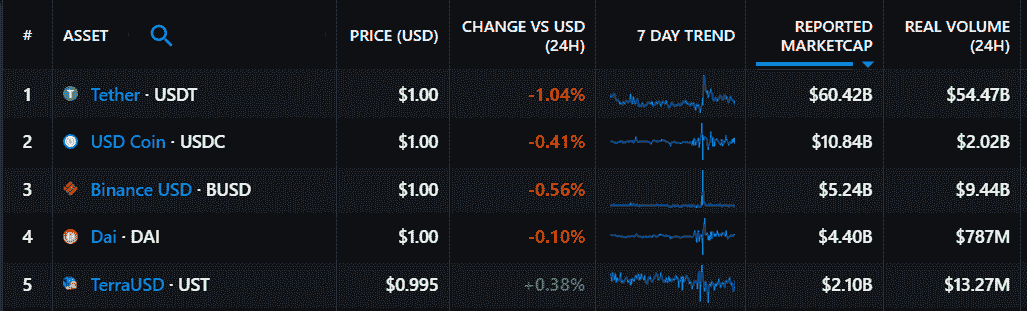 # ASSET PRICE (USD) CHANGE VS USD (24H) 7 DAY TREND REPORTED MARKETCAP REAL VOLUME (24H)
1 Tether · USDT $1.00 -1.04% $60.42B $54.47B
2 USD Coin · USDC $1.00 -0.41% $10.84B $2.02B
3 Binance USD · BUSD $1.00 -0.56% $5.24B $9.44B
4 Dai · DAI $1.00 -0.10% $4.40B $787M
5 TerraUSD · UST $0.995 +0.38% $2.10B $13.27M